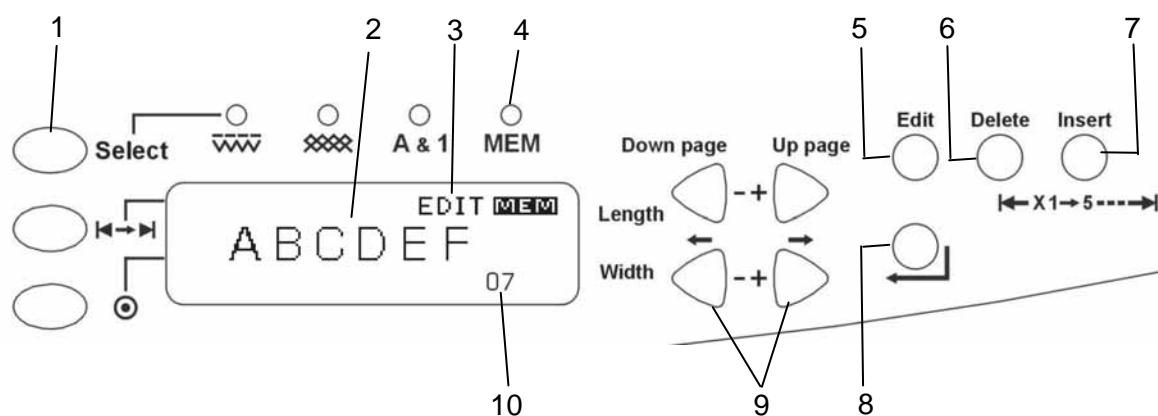 1 2 3 4 5 6 7
Select A & 1 MEM
EDIT MEM
ABCDEF
07
Down page Up page
- +
Length
Width - +
Edit Delete Insert
X1→5
10 9 8